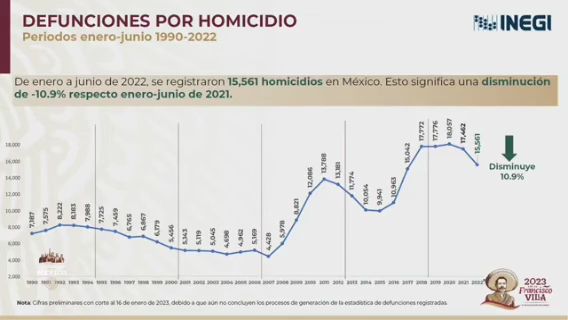 DEFUNCIONES POR HOMICIDIO
Periodos enero-junio 1990-2022
INEGI
De enero a junio de 2022, se registraron 15,561 homicidios en México. Esto significa una disminución
de -10.9% respecto enero-junio de 2021.
18,000
16,000
14,000
12,000
10,000
8,000
6,000
4,000
2,000
7,187 7,575 8,222 8,183 7,988 7,725 7,459 6,765 6,867 6,179 5,456 5,143 5,119 5,045 4,698 4,962 5,169 4,428 5,978 8,821 12,086 13,788 13,181 11,774 10,054 9,941 10,963 15,042 17,772 17,776 18,057 17,462 15,561
Disminuye
10.9%
1990 1991 1992 1993 1994 1995 1996 1997 1998 1999 2000 2001 2002 2003 2004 2005 2006 2007 2008 2009 2010 2011 2012 2013 2014 2015 2016 2017 2018 2019 2020 2021 2022
MÉXICO
2023
Francisco
VILLA
Nota: Cifras preliminares con corte al 16 de enero de 2023, debido a que aún no concluyen los procesos de generación de la estadística de defunciones registradas.